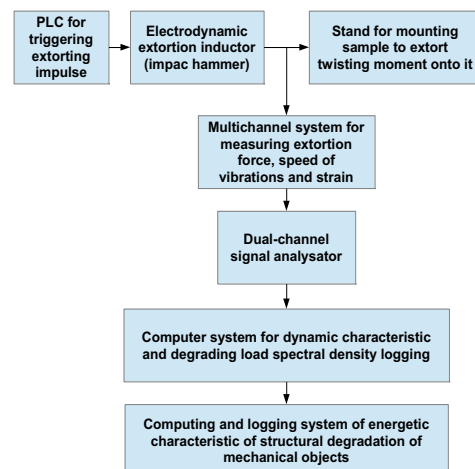 PLC for
triggering
extorting
impulse
Electrodynamic
extortion inductor
(impac hammer)
Stand for mounting
sample to extort
twisting moment onto it
Multichannel system for
measuring extortion
force, speed of
vibrations and strain
Dual-channel
signal analysator
Computer system for dynamic characteristic
and degrading load spectral density logging
Computing and logging system of energetic
characteristic of structural degradation of
mechanical objects